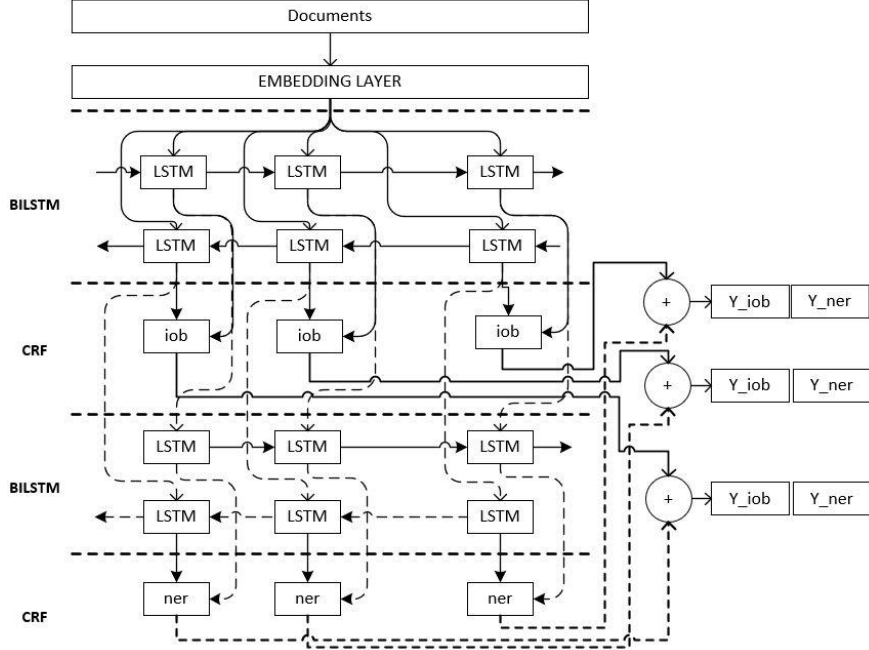 Documents
EMBEDDING LAYER
LSTM LSTM LSTM
BILSTM
LSTM LSTM LSTM
Y_iob Y_ner
+
iob iob iob
CRF
+ Y_iob Y_ner
LSTM LSTM LSTM
BILSTM
+ Y_iob Y_ner
LSTM LSTM LSTM
ner ner ner
CRF